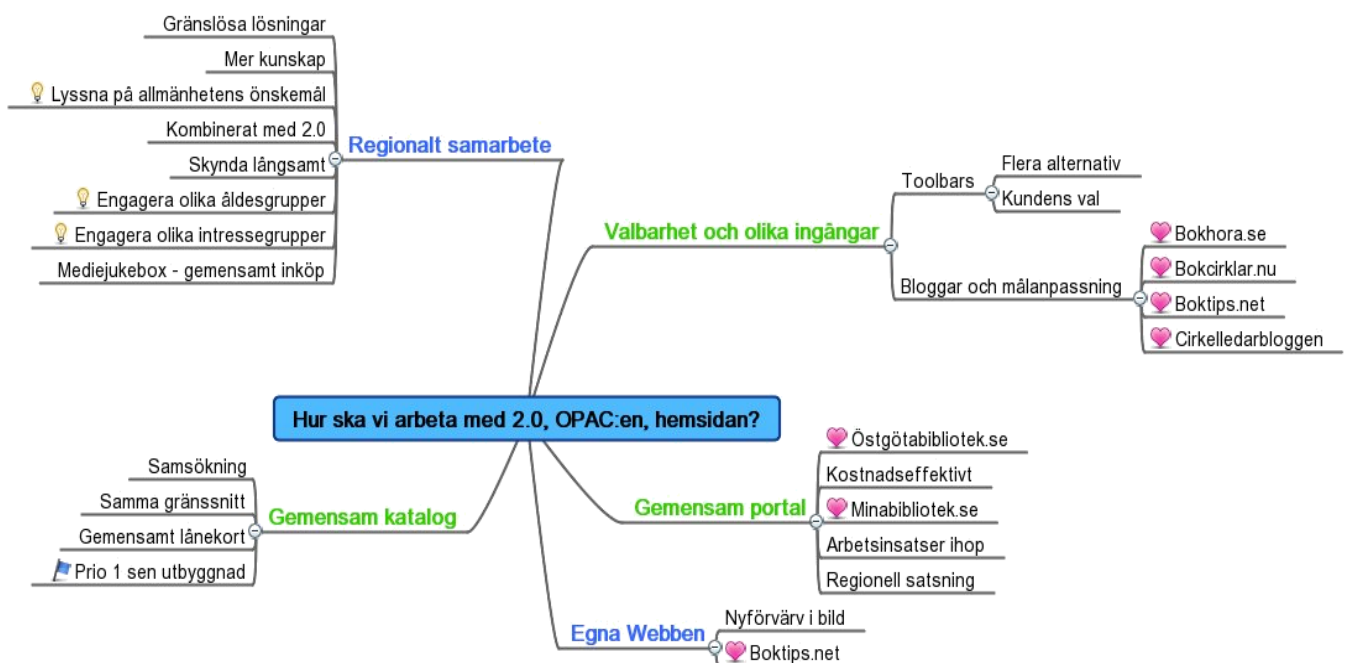 Gränslösa lösningar
Mer kunskap
Lyssna på allmänhetens önskemål
Kombinerat med 2.0
Skynda långsamt
Engagera olika åldesgrupper
Engagera olika intressegrupper
Mediejukebox - gemensamt inköp
Regionalt samarbete
Valbarhet och olika ingångar
Toolbars
Flera alternativ
Kundens val
Bloggar och målanpassning
Bokhora.se
Bokcirklar.nu
Boktips.net
Cirkelledarbloggen
Hur ska vi arbeta med 2.0, OPAC:en, hemsidan?
Samsökning
Samma gränssnitt
Gemensamt lånekort
Prio 1 sen utbyggnad
Gemensam katalog
Gemensam portal
Östgötabibliotek.se
Kostnadseffektivt
Minabibliotek.se
Arbetsinsatser ihop
Regionell satsning
Egna Webben
Nyförvärv i bild
Boktips.net